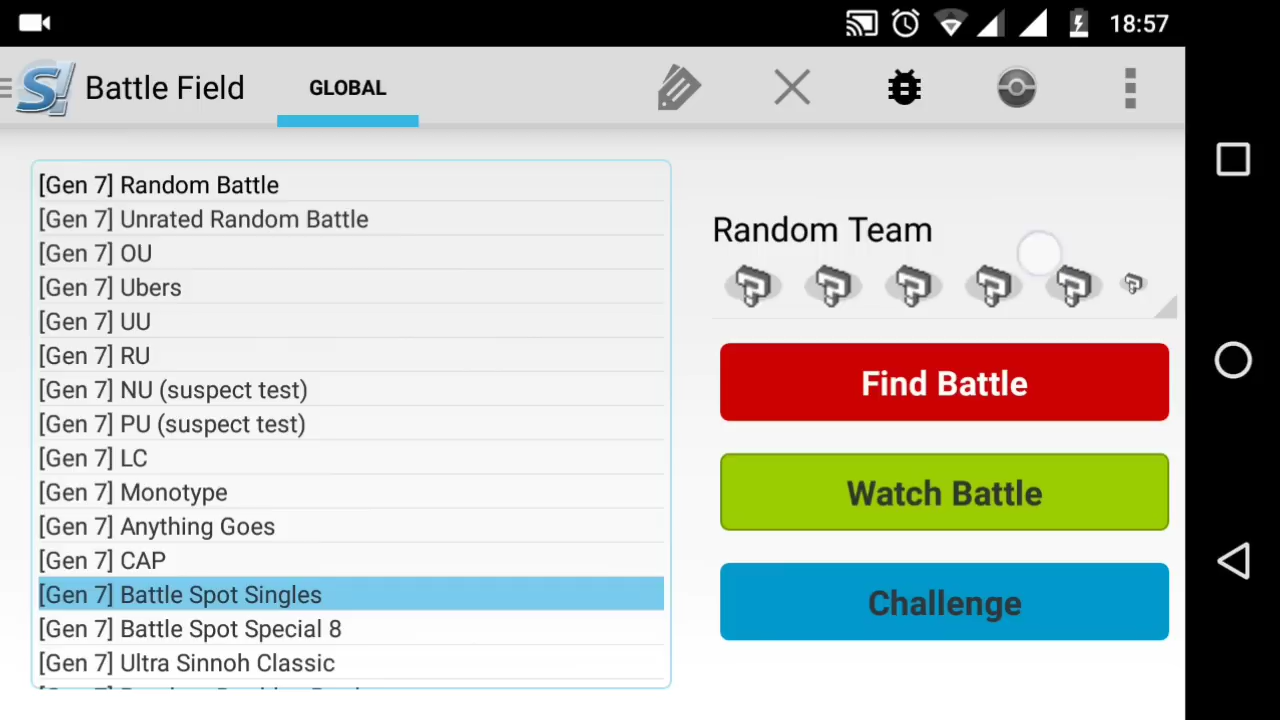 18:57
S! Battle Field
GLOBAL
[Gen 7] Random Battle
[Gen 7] Unrated Random Battle
[Gen 7] OU
[Gen 7] Ubers
[Gen 7] UU
[Gen 7] RU
[Gen 7] NU (suspect test)
[Gen 7] PU (suspect test)
[Gen 7] LC
[Gen 7] Monotype
[Gen 7] Anything Goes
[Gen 7] CAP
[Gen 7] Battle Spot Singles
[Gen 7] Battle Spot Special 8
[Gen 7] Ultra Sinnoh Classic
Random Team
? ? ? ? ? ?
Find Battle
Watch Battle
Challenge